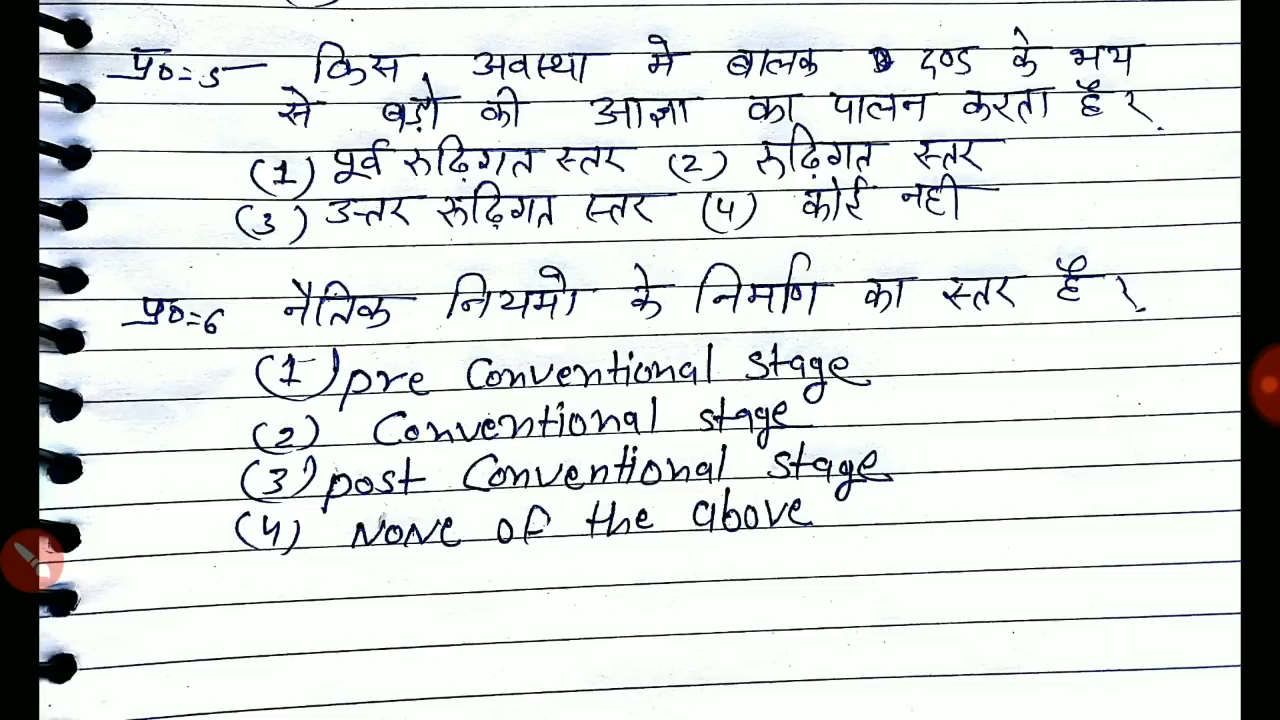 प्र०=5- किस अवस्था मे बालक दण्ड के भय
से बड़ो की आज्ञा का पालन करता है?
(1) पूर्व रूढ़िगत स्तर (2) रूढ़िगत स्तर
(3) उत्तर रूढ़िगत स्तर (4) कोई नही
प्र०=6 नैतिक नियमो के निर्माण का स्तर है?
(1) pre Conventional stage
(2) Conventional stage
(3) post Conventional stage
(4) NONE OF the above